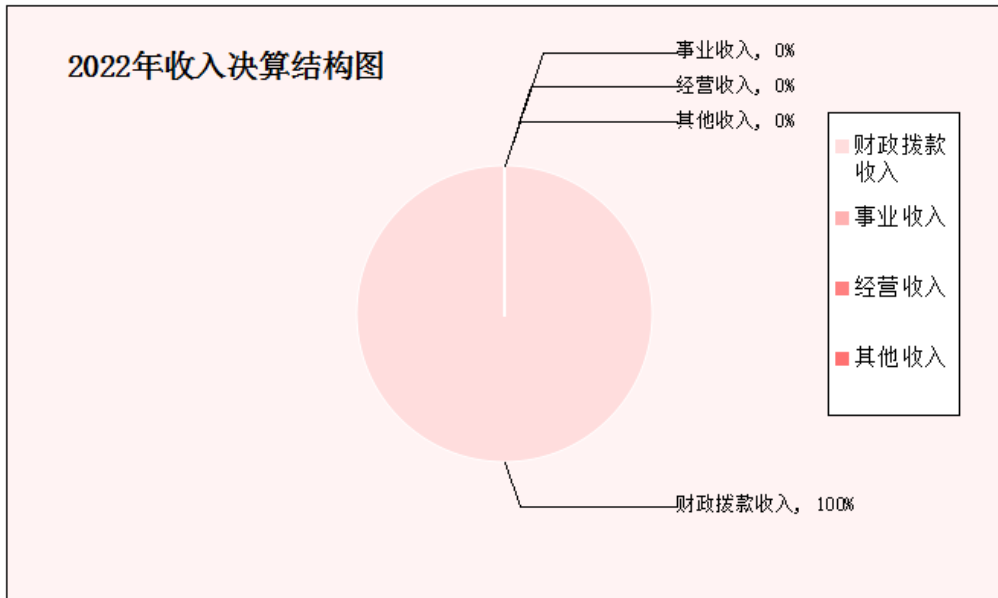 2022年收入决算结构图
事业收入, 0%
经营收入, 0%
其他收入, 0%
财政拨款
收入
事业收入
经营收入
其他收入
财政拨款收入, 100%